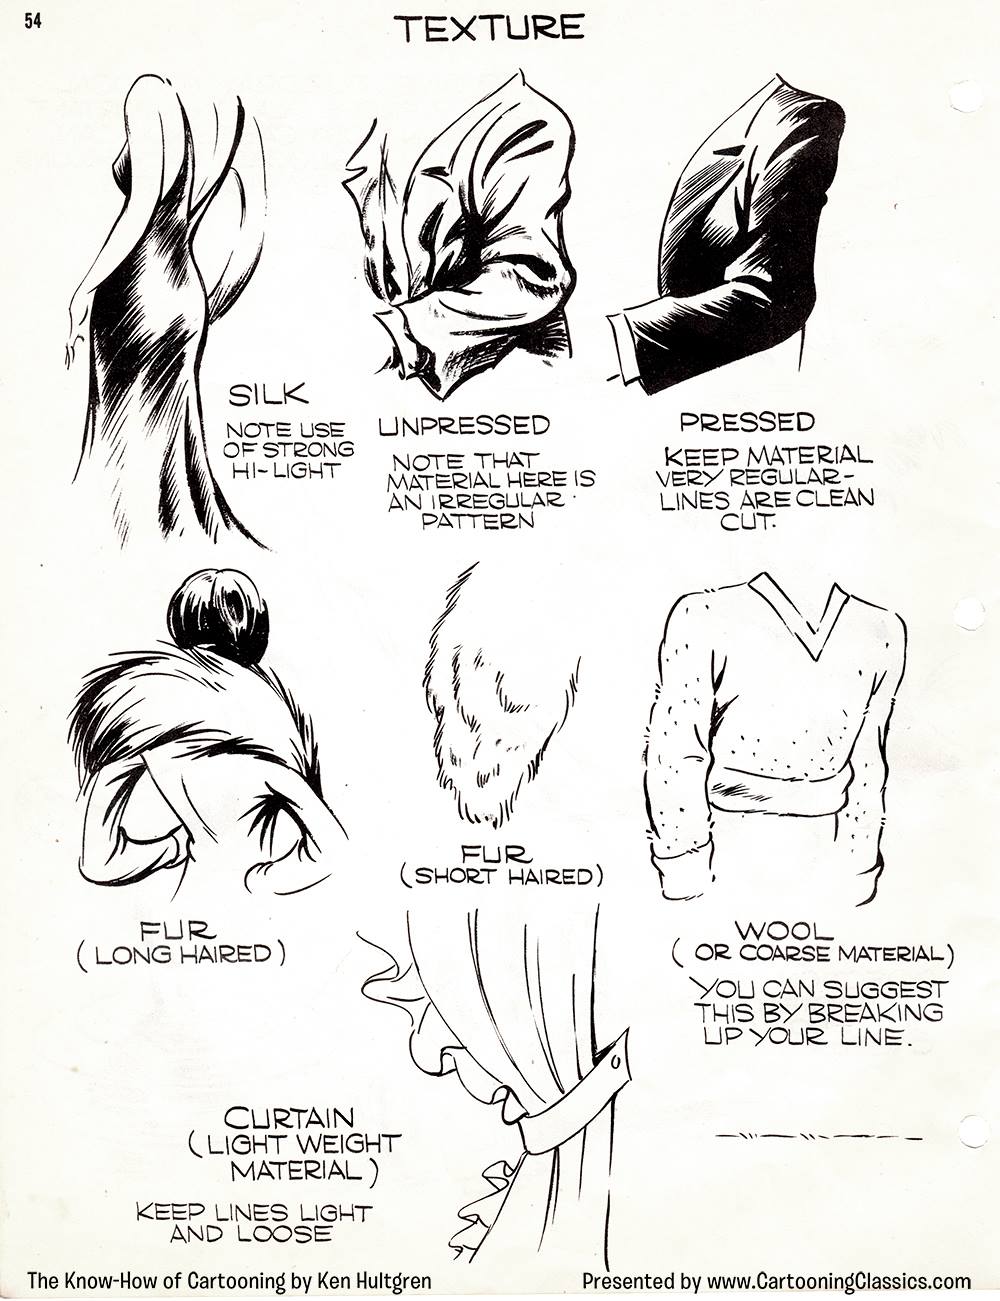 54
TEXTURE
SILK
NOTE USE
OF STRONG
HI-LIGHT
UNPRESSED
NOTE THAT
MATERIAL HERE IS
AN IRREGULAR
PATTERN
PRESSED
KEEP MATERIAL
VERY REGULAR-
LINES ARE CLEAN
CUT.
FUR
(LONG HAIRED)
FUR
(SHORT HAIRED)
WOOL
(OR COARSE MATERIAL)
YOU CAN SUGGEST
THIS BY BREAKING
UP YOUR LINE.
CURTAIN
(LIGHT WEIGHT
MATERIAL)
KEEP LINES LIGHT
AND LOOSE
The Know-How of Cartooning by Ken Hultgren
Presented by www.CartooningClassics.com